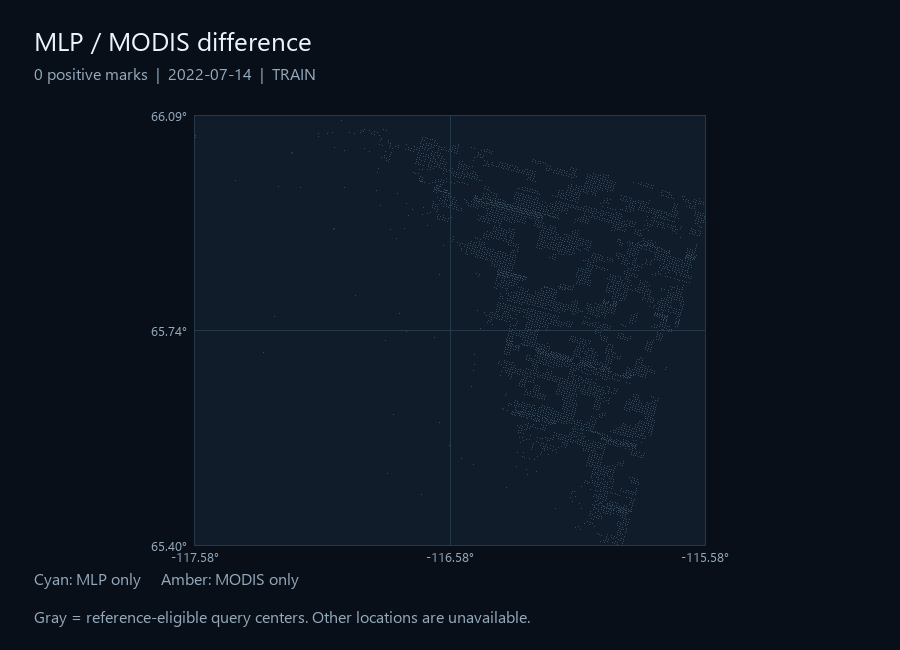 MLP / MODIS difference
0 positive marks | 2022-07-14 | TRAIN
66.09°
65.74°
65.40°
-117.58° -116.58° -115.58°
Cyan: MLP only Amber: MODIS only
Gray = reference-eligible query centers. Other locations are unavailable.